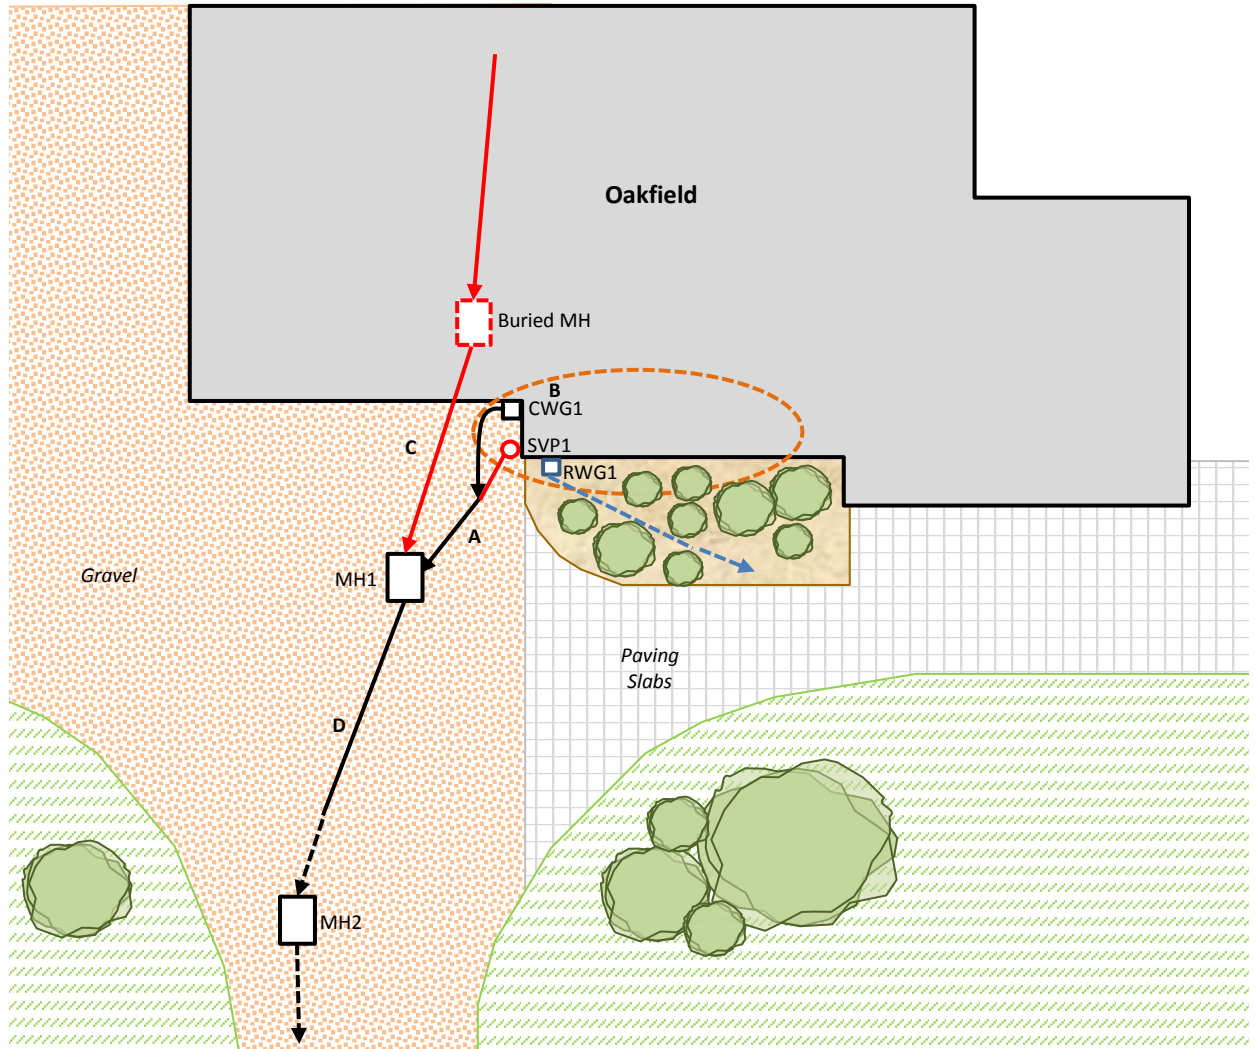 Oakfield
Buried MH
B
CWG1
C
SVP1
RWG1
A
Gravel
MH1
Paving
Slabs
D
MH2